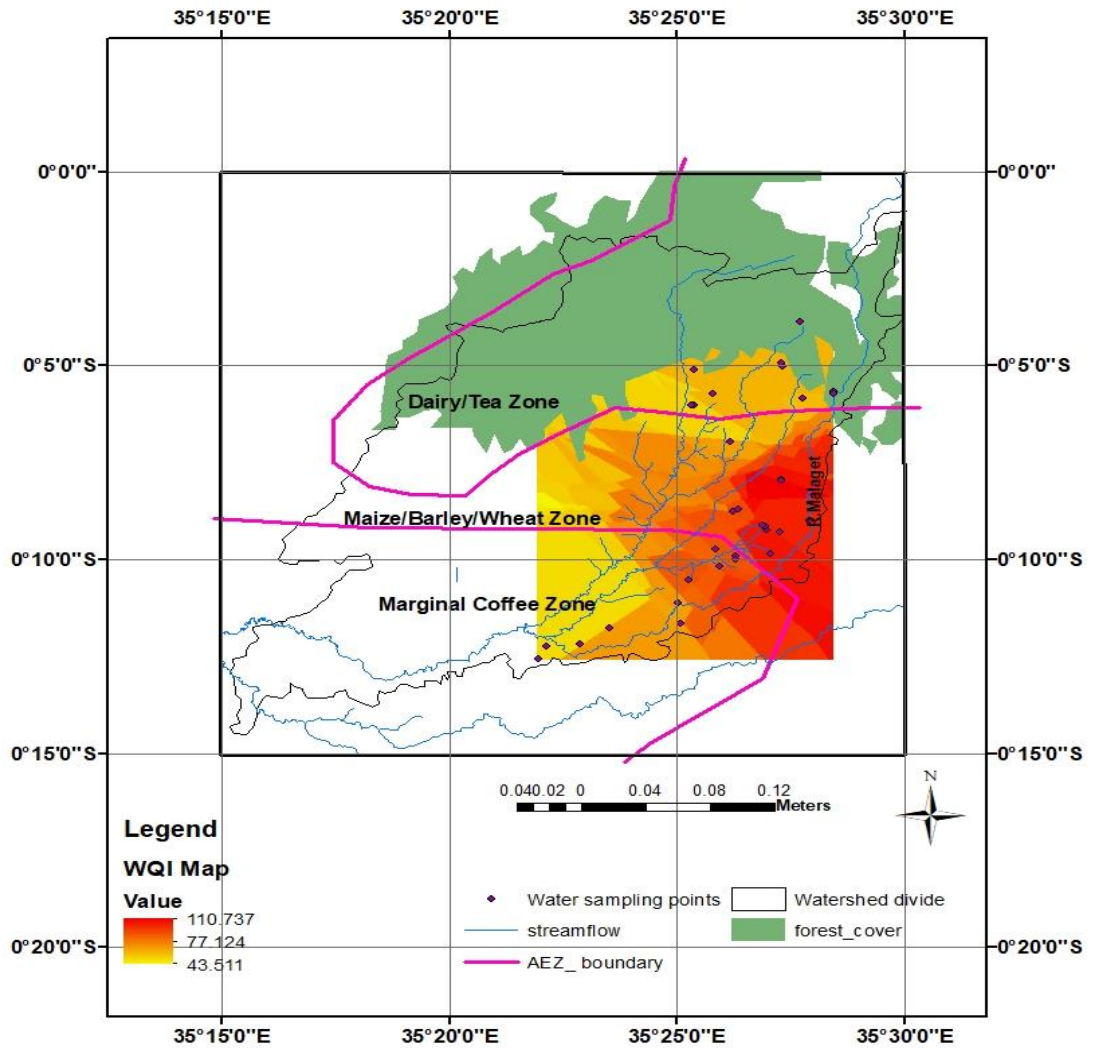 35°15'0"E 35°20'0"E 35°25'0"E 35°30'0"E
0°0'0" 0°0'0"
0°5'0"S 0°5'0"S
Dairy/Tea Zone
R.Malaget
Maize/Barley/Wheat Zone
0°10'0"S 0°10'0"S
Marginal Coffee Zone
0°15'0"S 0°15'0"S
0.040.02 0 0.04 0.08 0.12
Meters
N
Legend
WQI Map
Value
110.737
77.124
43.511
Water sampling points
Watershed divide
streamflow
forest_cover
AEZ_ boundary
0°20'0"S 0°20'0"S
35°15'0"E 35°20'0"E 35°25'0"E 35°30'0"E